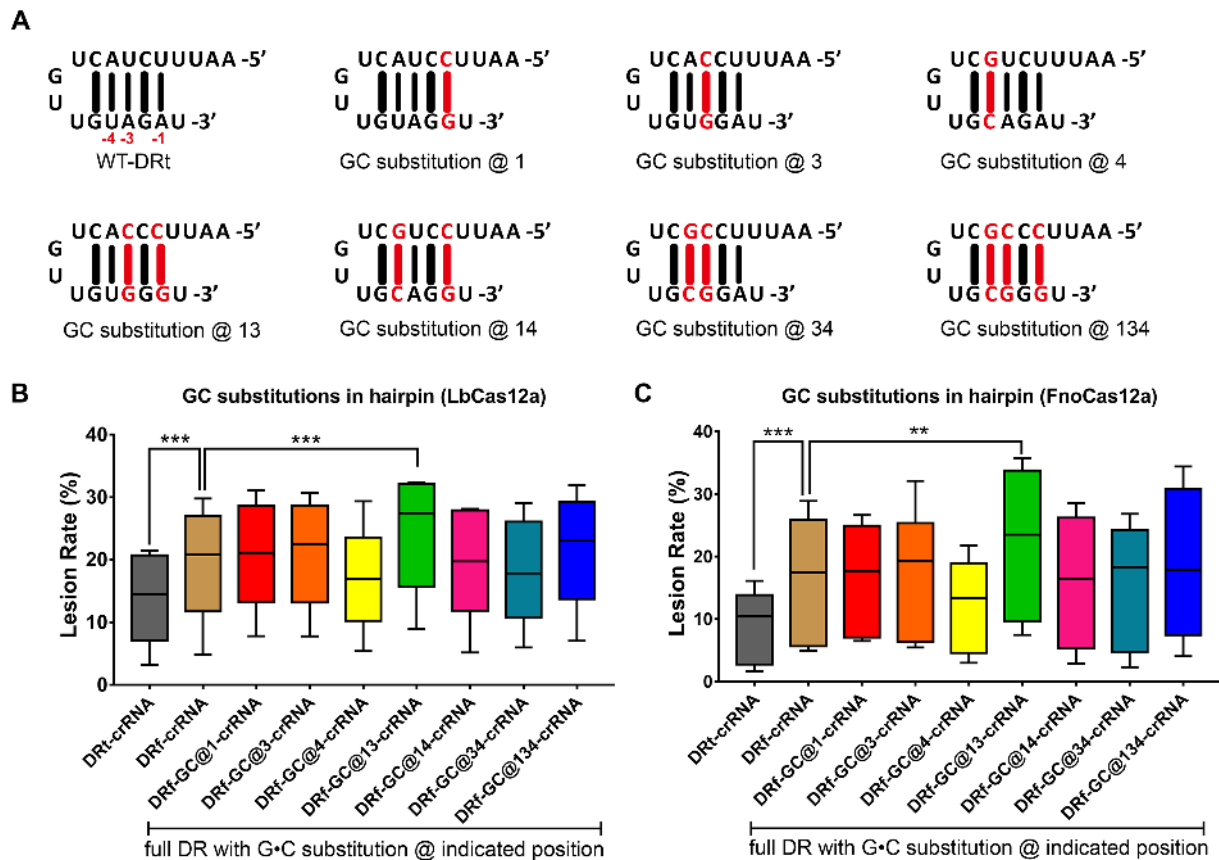 A
UCAUCUUUAA -5'
G
U
UGUAGAU -3'
-4 -3 -1
WT-DRt
UCAUCCUUAA -5'
G
U
UGUAGGU -3'
GC substitution @ 1
UCACCUUUAA -5'
G
U
UGUGGAU -3'
GC substitution @ 3
UCGUCUUUAA -5'
G
U
UGCAGAU -3'
GC substitution @ 4
UCACCCUUAA -5'
G
U
UGUGGGU -3'
GC substitution @ 13
UCGUCCUUAA -5'
G
U
UGCAGGU -3'
GC substitution @ 14
UCGCCUUUAA -5'
G
U
UGCGGAU -3'
GC substitution @ 34
UCGCCCUUAA -5'
G
U
UGCGGGU -3'
GC substitution @ 134
B
GC substitutions in hairpin (LbCas12a)
Lesion Rate (%)
40
30
20
10
0
*** ***
DRt-crRNA
DRf-crRNA
DRf-GC@1-crRNA
DRf-GC@3-crRNA
DRf-GC@4-crRNA
DRf-GC@13-crRNA
DRf-GC@14-crRNA
DRf-GC@34-crRNA
DRf-GC@134-crRNA
full DR with G•C substitution @ indicated position
C
GC substitutions in hairpin (FnoCas12a)
Lesion Rate (%)
40
30
20
10
0
*** **
DRt-crRNA
DRf-crRNA
DRf-GC@1-crRNA
DRf-GC@3-crRNA
DRf-GC@4-crRNA
DRf-GC@13-crRNA
DRf-GC@14-crRNA
DRf-GC@34-crRNA
DRf-GC@134-crRNA
full DR with G•C substitution @ indicated position